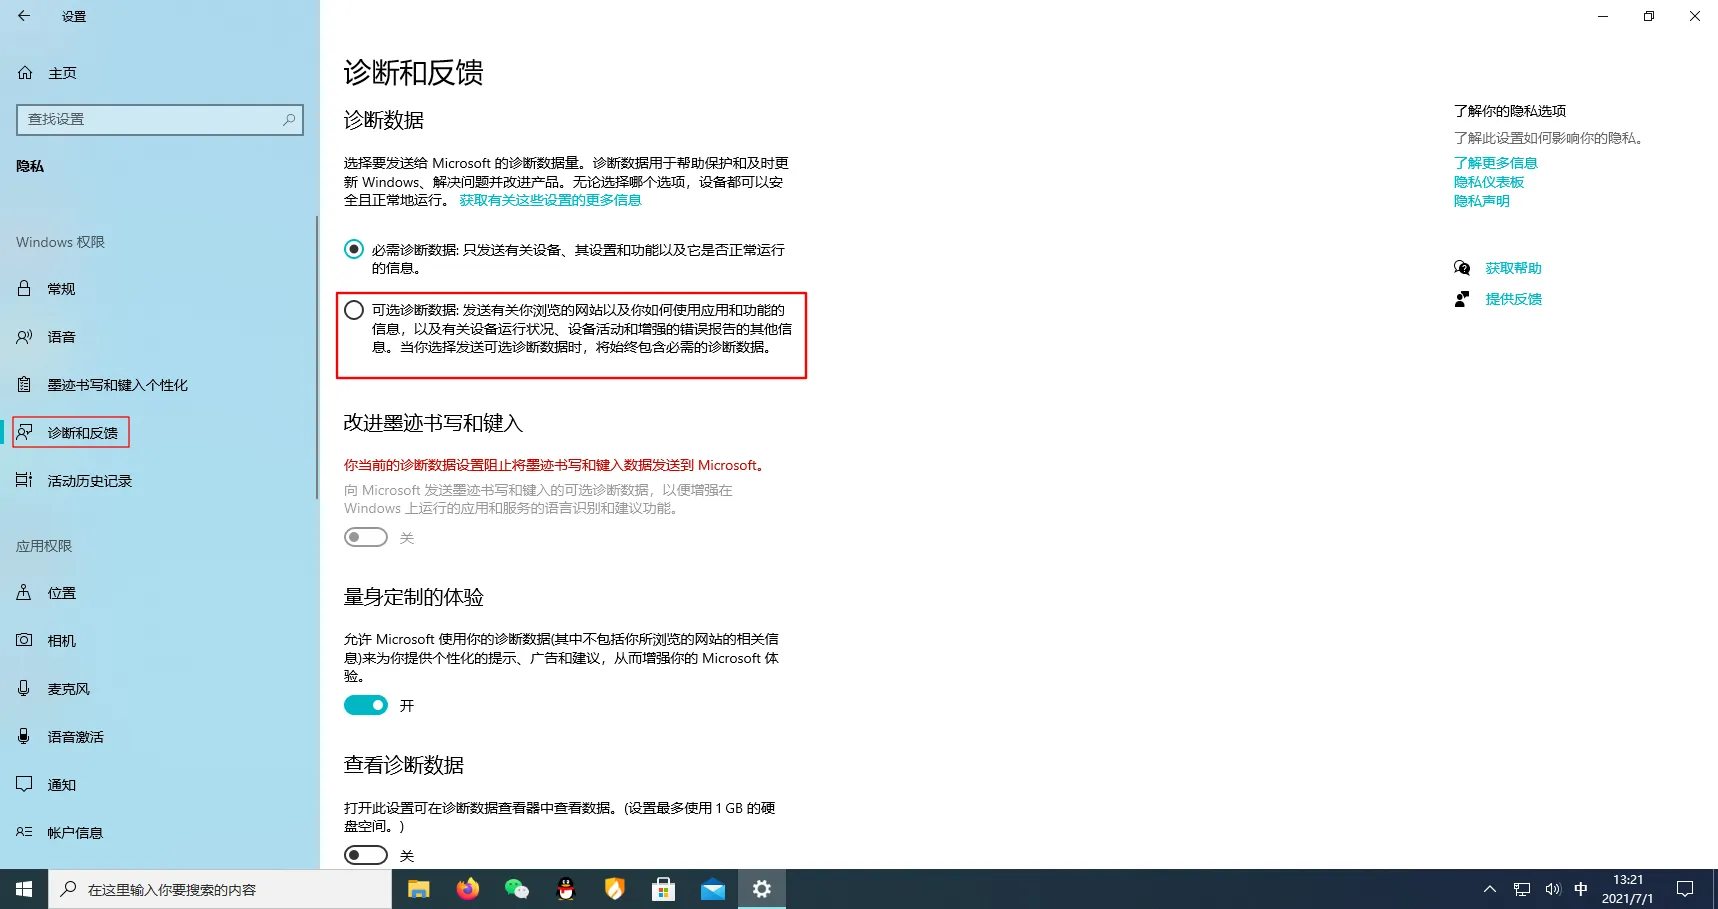 设置
主页
查找设置
隐私
Windows 权限
常规
语音
墨迹书写和键入个性化
诊断和反馈
活动历史记录
应用权限
位置
相机
麦克风
语音激活
通知
帐户信息
诊断和反馈
诊断数据
选择要发送给 Microsoft 的诊断数据量。诊断数据用于帮助保护和及时更
新 Windows、解决问题并改进产品。无论选择哪个选项，设备都可以安
全且正常地运行。 获取有关这些设置的更多信息
必需诊断数据: 只发送有关设备、其设置和功能以及它是否正常运行
的信息。
可选诊断数据: 发送有关你浏览的网站以及你如何使用应用和功能的
信息，以及有关设备运行状况、设备活动和增强的错误报告的其他信
息。当你选择发送可选诊断数据时，将始终包含必需的诊断数据。
改进墨迹书写和键入
你当前的诊断数据设置阻止将墨迹书写和键入数据发送到 Microsoft。
向 Microsoft 发送墨迹书写和键入的可选诊断数据，以便增强在
Windows 上运行的应用和服务的语言识别和建议功能。
关
量身定制的体验
允许 Microsoft 使用你的诊断数据(其中不包括你所浏览的网站的相关信
息)来为你提供个性化的提示、广告和建议，从而增强你的 Microsoft 体
验。
开
查看诊断数据
打开此设置可在诊断数据查看器中查看数据。(设置最多使用 1 GB 的硬
盘空间。)
关
了解你的隐私选项
了解此设置如何影响你的隐私。
了解更多信息
隐私仪表板
隐私声明
获取帮助
提供反馈
在这里输入你要搜索的内容
中
13:21
2021/7/1